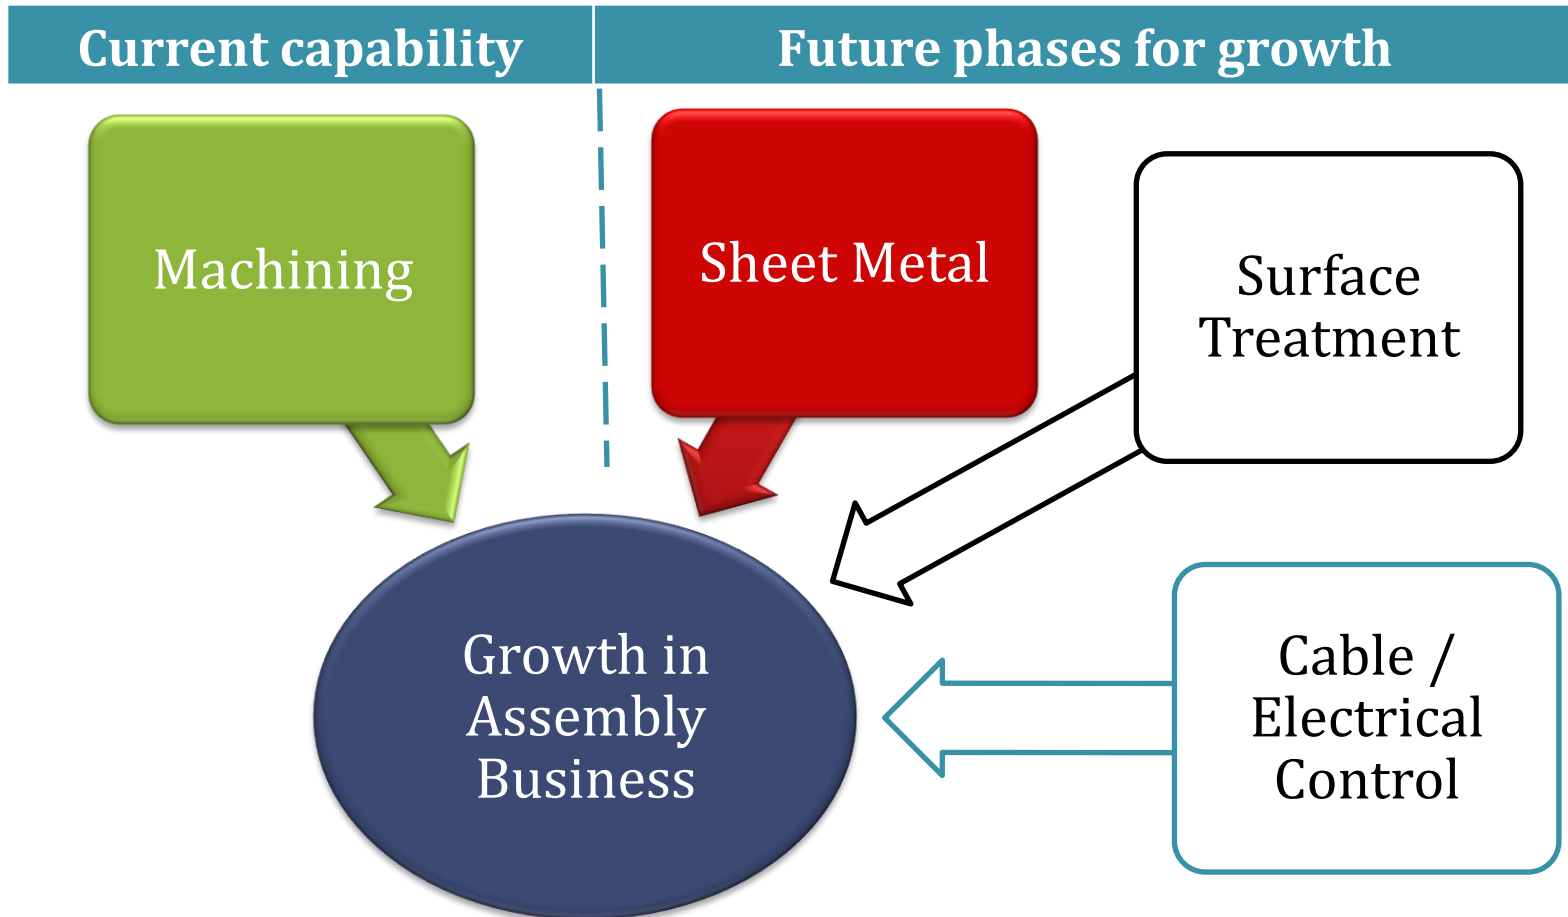 Current capability
Future phases for growth
Machining
Sheet Metal
Surface
Treatment
Growth in
Assembly
Business
Cable /
Electrical
Control